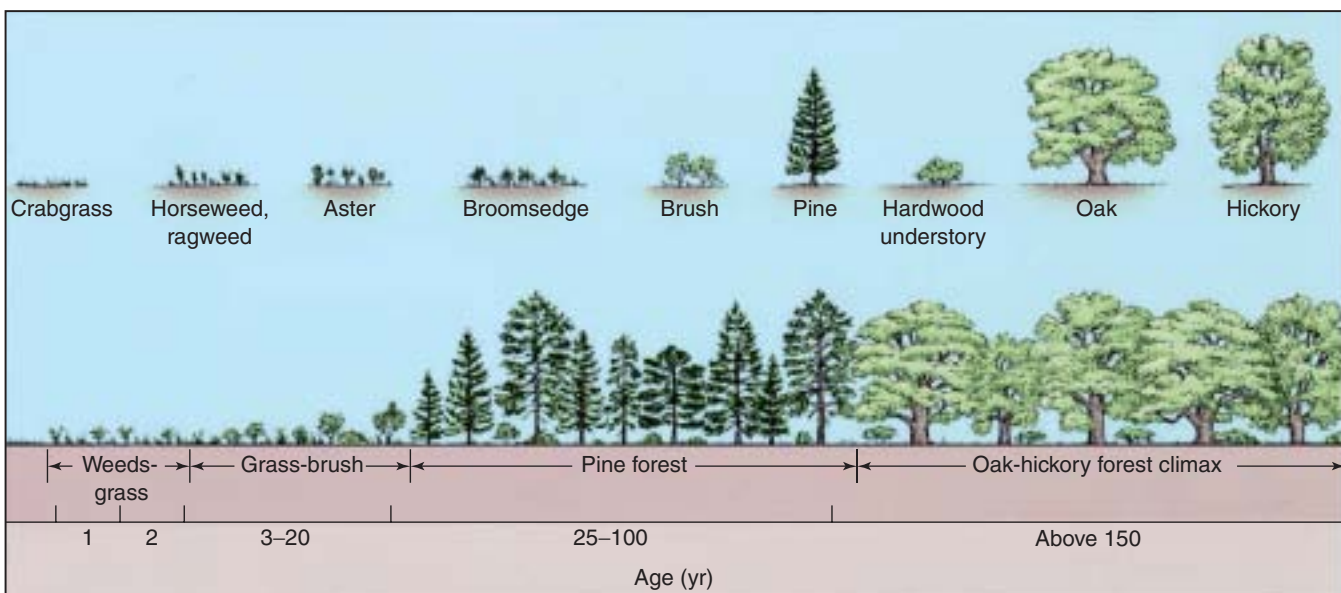 Crabgrass
Horseweed,
ragweed
Aster
Broomsedge
Brush
Pine
Hardwood
understory
Oak
Hickory
Weeds-
grass
Grass-brush
Pine forest
Oak-hickory forest climax
1
2
3–20
25–100
Above 150
Age (yr)